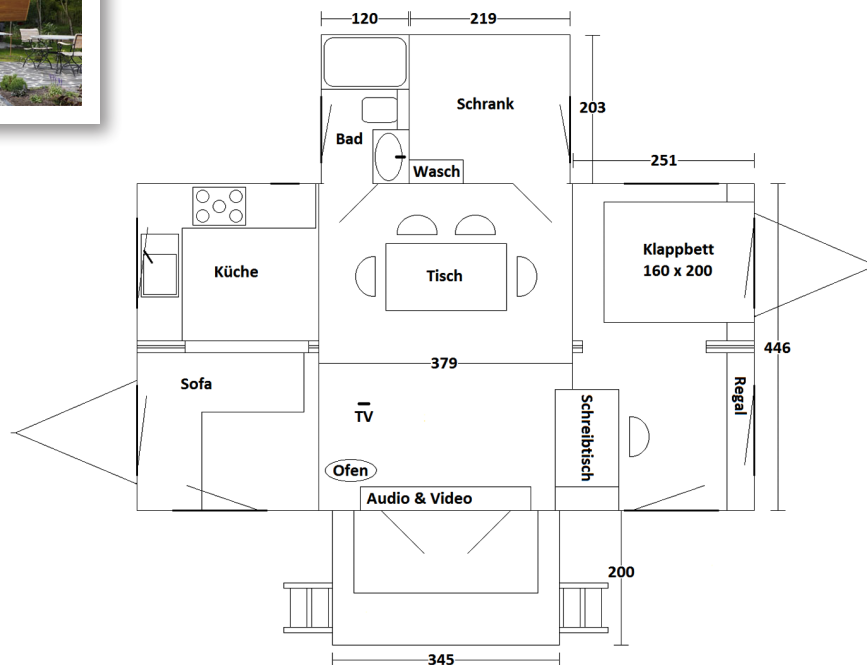 120
219
Schrank
203
Bad
Wasch
251
Klappbett
160 x 200
Küche
Tisch
446
379
Sofa
Regal
TV
Schreibtisch
Ofen
Audio & Video
200
345